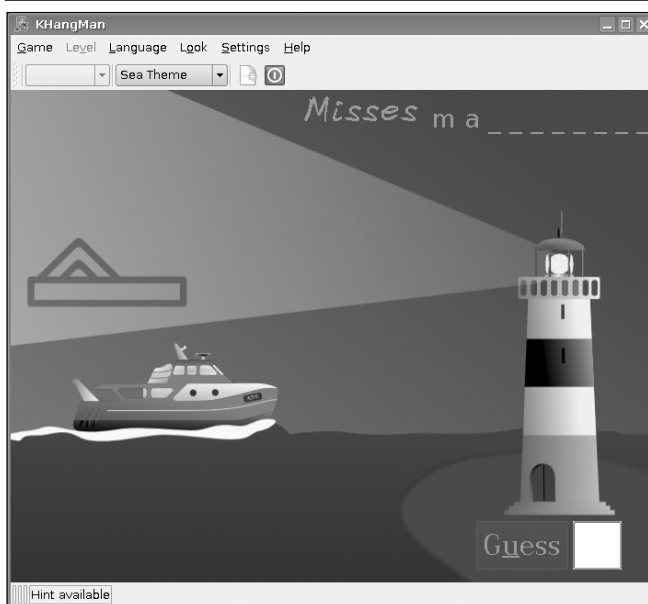 KHangMan
Game Level Language Look Settings Help
Sea Theme
Misses m a _ _ _ _ _ _ _ _
Guess
Hint available